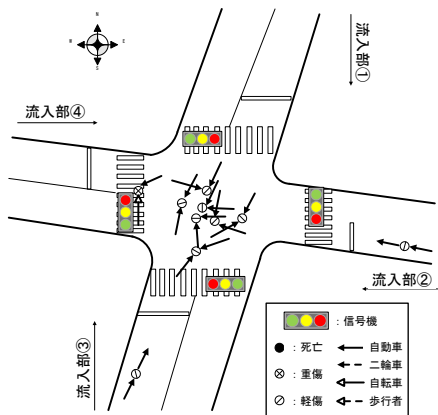 N
W
E
S
流入部①
流入部④
流入部②
流入部③
：信号機
：死亡
自動車
二輪車
：重傷
自転車
：軽傷
歩行者